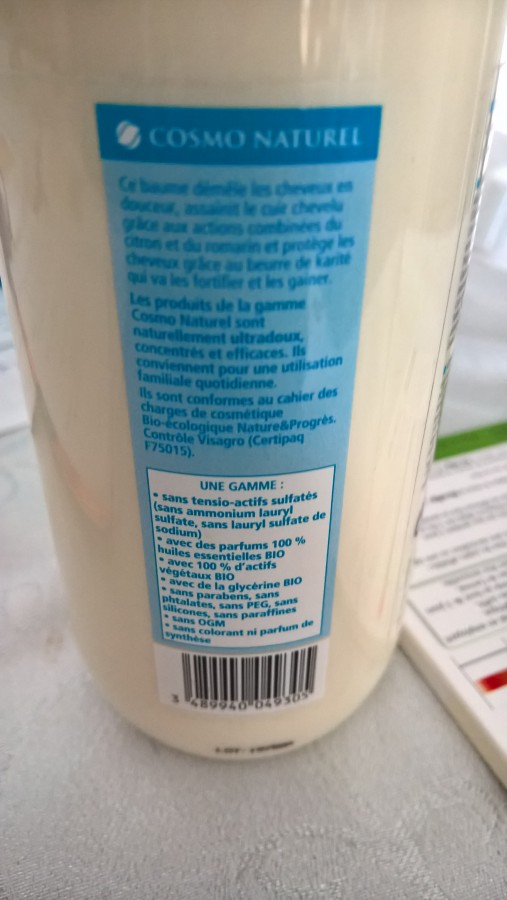 COSMO NATUREL
Ce baume démêle les cheveux en
douceur, assainit le cuir chevelu
grâce aux actions combinées du
citron et du romarin et protège les
cheveux grâce au beurre de karité
qui va les fortifier et les gainer.
Les produits de la gamme
Cosmo Naturel sont
naturellement ultradoux,
concentrés et efficaces. Ils
conviennent pour une utilisation
familiale quotidienne.
Ils sont conformes au cahier des
charges de cosmétique
Bio-écologique Nature&Progrès.
Contrôle Visagro (Certipaq
F75015).
UNE GAMME :
• sans tensio-actifs sulfatés
(sans ammonium lauryl
sulfate, sans lauryl sulfate de
sodium)
• avec des parfums 100 %
huiles essentielles BIO
• avec 100 % d'actifs
végétaux BIO
• avec de la glycérine BIO
• sans parabens, sans
phtalates, sans PEG, sans
silicones, sans paraffines
• sans OGM
• sans colorant ni parfum de
synthèse
3 489940 049305